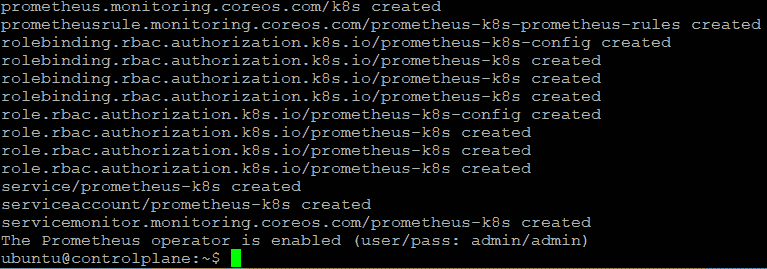 prometheus.monitoring.coreos.com/k8s created
prometheusrule.monitoring.coreos.com/prometheus-k8s-prometheus-rules created
rolebinding.rbac.authorization.k8s.io/prometheus-k8s-config created
rolebinding.rbac.authorization.k8s.io/prometheus-k8s created
rolebinding.rbac.authorization.k8s.io/prometheus-k8s created
rolebinding.rbac.authorization.k8s.io/prometheus-k8s created
role.rbac.authorization.k8s.io/prometheus-k8s-config created
role.rbac.authorization.k8s.io/prometheus-k8s created
role.rbac.authorization.k8s.io/prometheus-k8s created
role.rbac.authorization.k8s.io/prometheus-k8s created
service/prometheus-k8s created
serviceaccount/prometheus-k8s created
servicemonitor.monitoring.coreos.com/prometheus-k8s created
The Prometheus operator is enabled (user/pass: admin/admin)
ubuntu@controlplane:~$